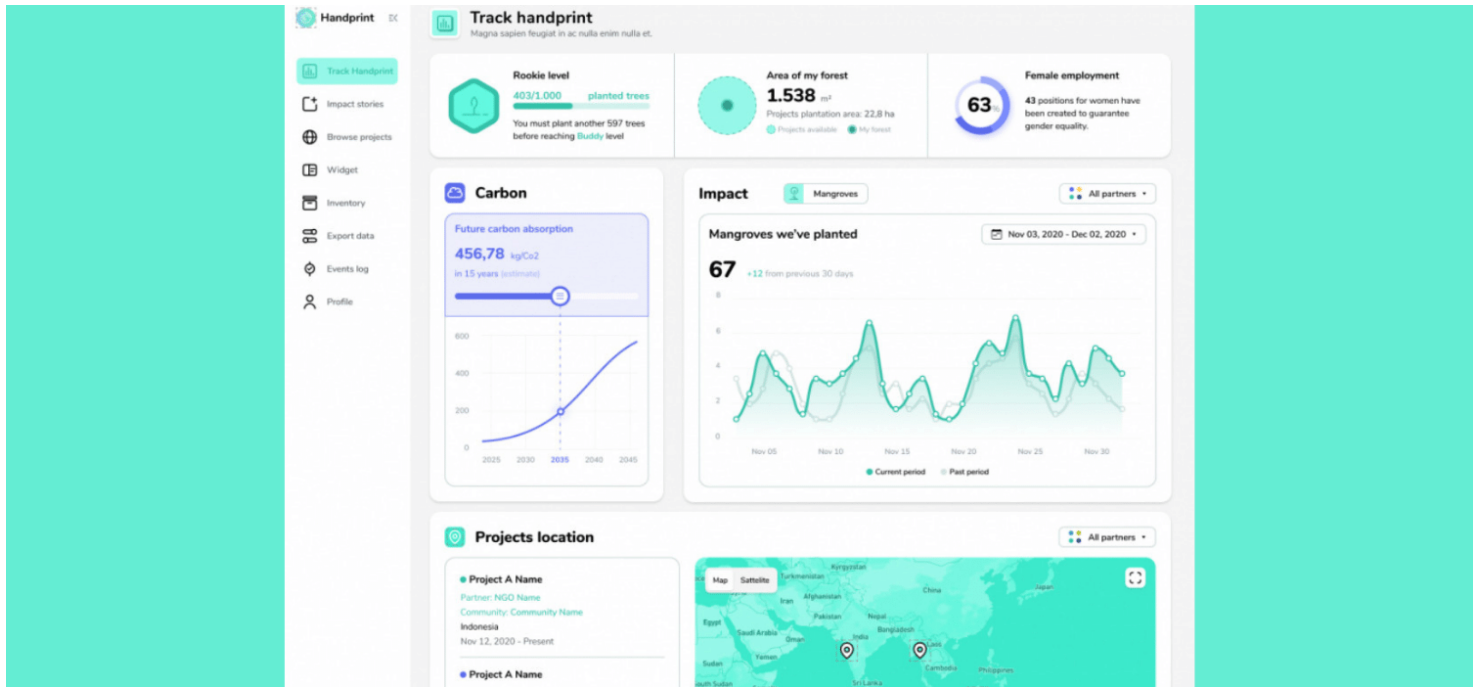 Handprint
Track Handprint
Impact stories
Browse projects
Widget
Inventory
Export data
Events log
Profile
Track handprint
Magna sapien feugiat in ac nulla enim nulla et.
Rookie level
403/1.000 planted trees
You must plant another 597 trees
before reaching Buddy level
Area of my forest
1.538 m²
Projects plantation area: 22,8 ha
Projects available My forest
63%
Female employment
43 positions for women have
been created to guarantee
gender equality.
Carbon
Future carbon absorption
456,78 kg/Co2
in 15 years (estimate)
600
400
200
0
2025 2030 2035 2040 2045
Impact
Mangroves
All partners
Mangroves we've planted
Nov 03, 2020 - Dec 02, 2020
67 +12 from previous 30 days
8
6
4
2
0
Nov 05 Nov 10 Nov 15 Nov 20 Nov 25 Nov 30
Current period Past period
Projects location
All partners
Project A Name
Partner: NGO Name
Community: Community Name
Indonesia
Nov 12, 2020 - Present
Project A Name
Map Sattelite
Kyrgyzstan
Turkmenistan
China
Japan
Iran Afghanistan
Pakistan Nepal
Egypt
Saudi Arabia
Oman
India
Bangladesh
Laos
Sudan
Yemen
Cambodia
Philippines
South Sudan
Sri Lanka